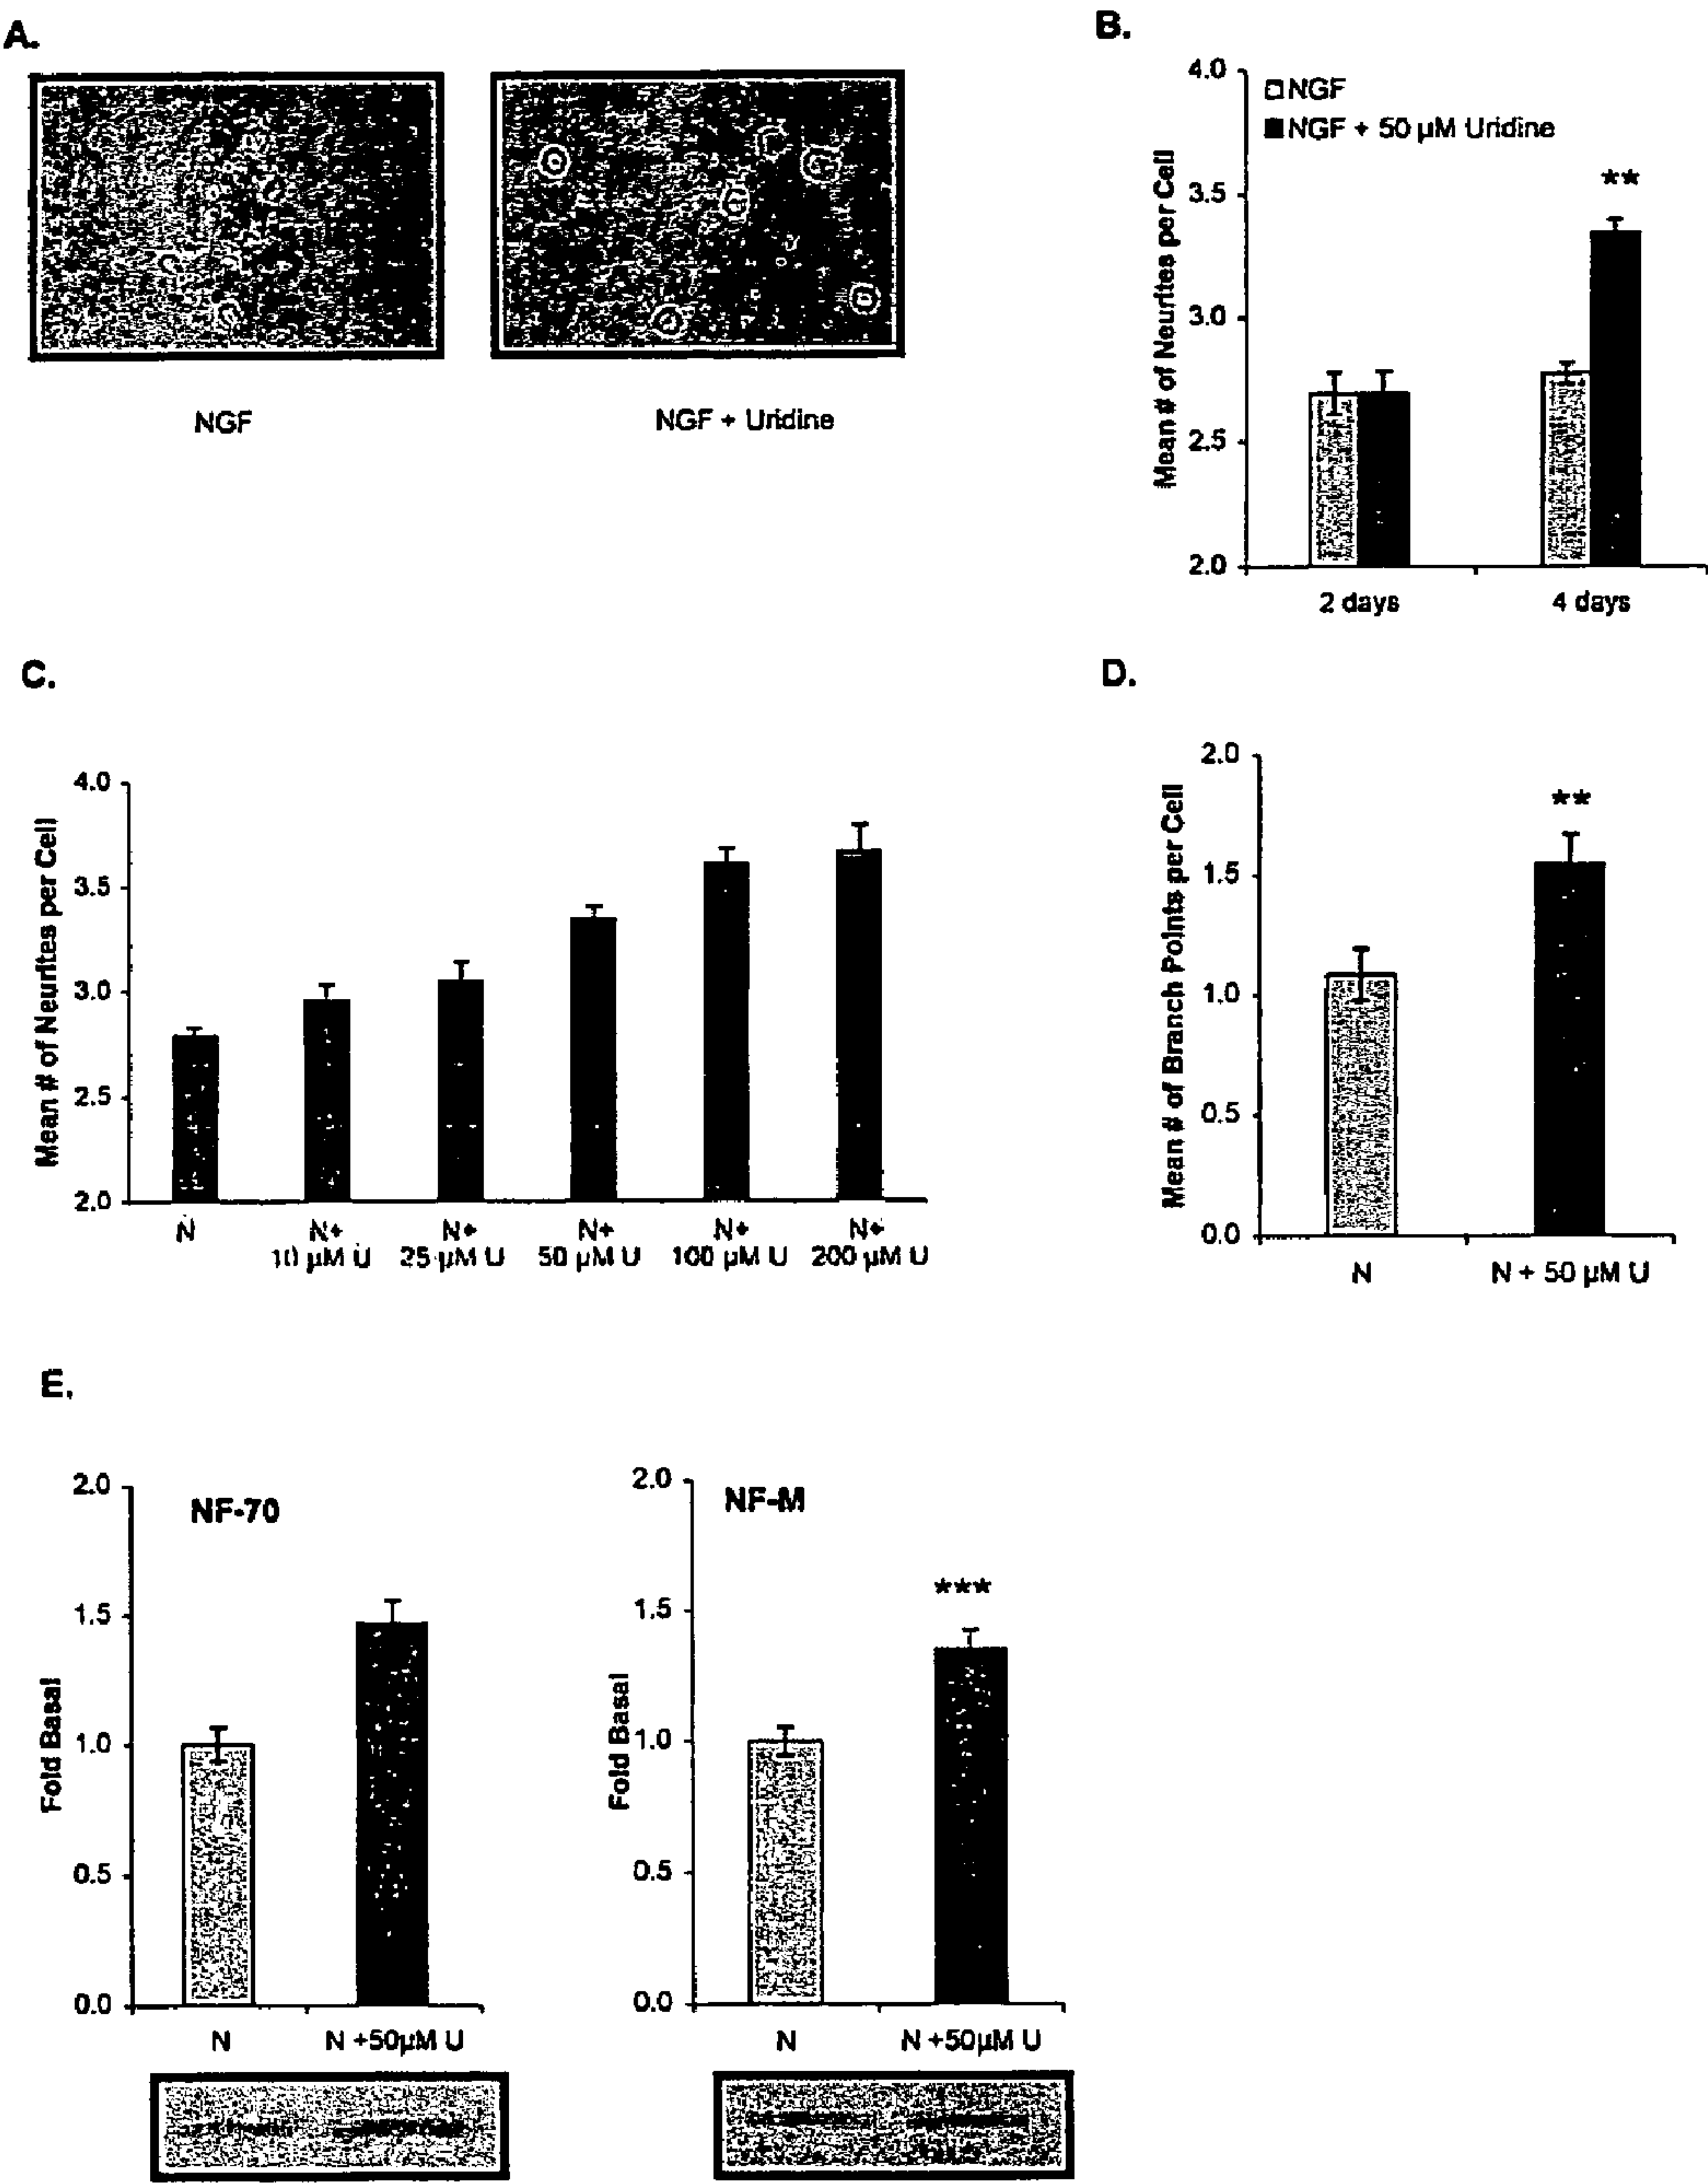 A.
NGF
NGF + Uridine
B.
4.0
3.5
3.0
2.5
2.0
Mean # of Neurites per Cell
NGF
NGF + 50 µM Uridine
**
2 days
4 days
C.
4.0
3.5
3.0
2.5
2.0
Mean # of Neurites per Cell
N
N+
10 µM U
N+
25 µM U
N+
50 µM U
N+
100 µM U
N+
200 µM U
D.
2.0
1.5
1.0
0.5
0.0
Mean # of Branch Points per Cell
**
N
N + 50 µM U
E.
2.0
1.5
1.0
0.5
0.0
Fold Basal
NF-70
N
N +50µM U
2.0
1.5
1.0
0.5
0.0
Fold Basal
NF-M
***
N
N +50µM U